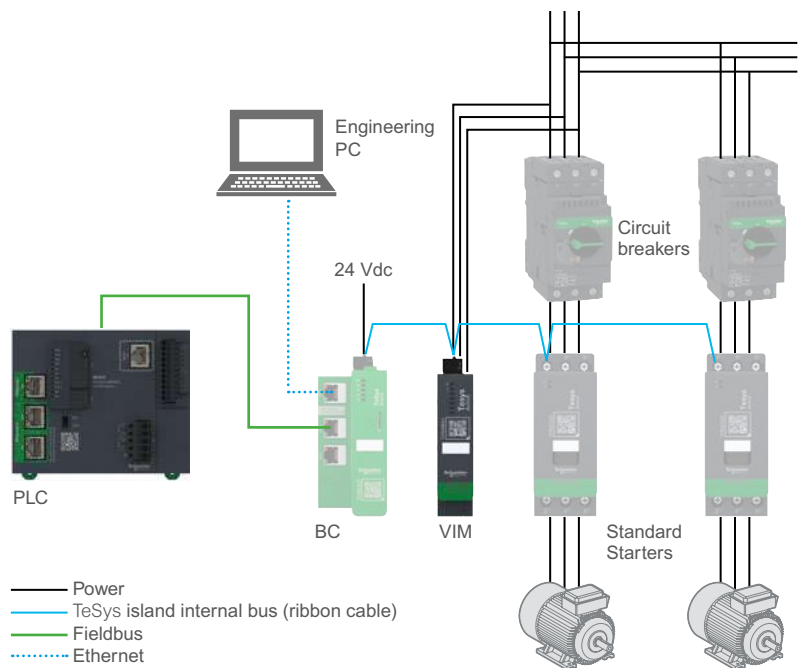 Engineering
PC
Circuit
breakers
24 Vdc
PLC
BC
VIM
Standard
Starters
Power
TeSys island internal bus (ribbon cable)
Fieldbus
Ethernet